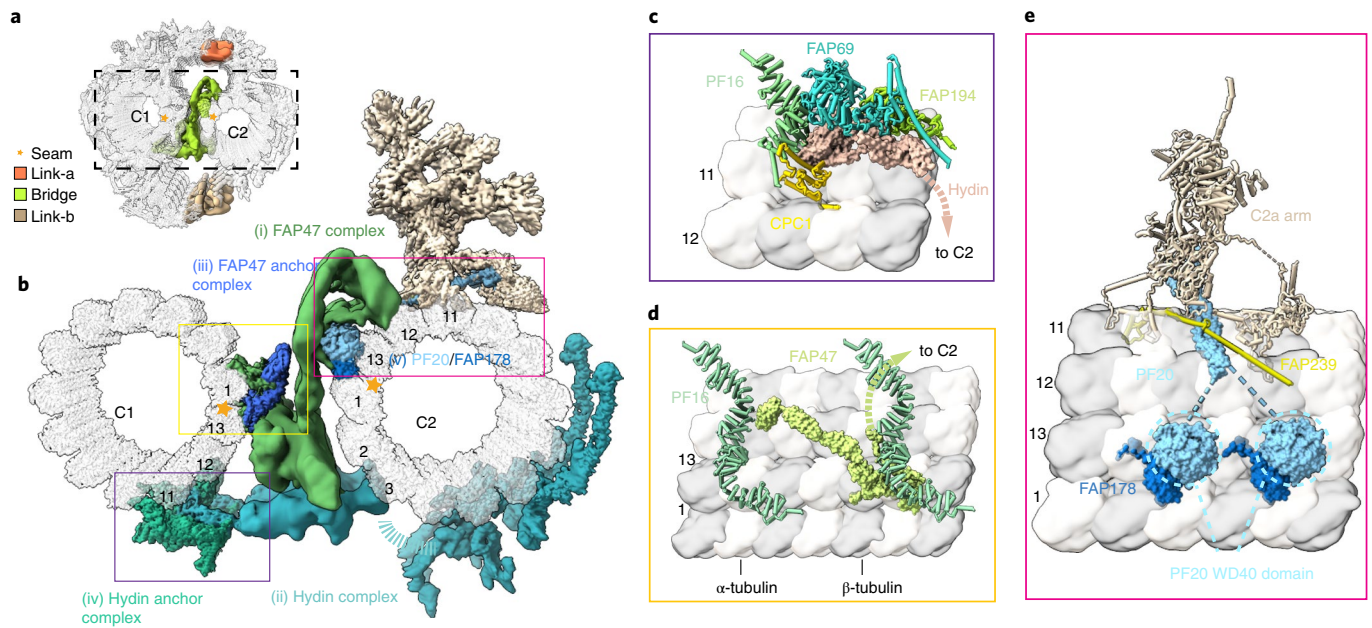 a
C1
C2
Seam
Link-a
Bridge
Link-b
b
(i) FAP47 complex
(iii) FAP47 anchor
complex
11
12
13
(v) PF20/FAP178
1
C1
13
1
C2
2
12
11
3
(iv) Hydin anchor
complex
(ii) Hydin complex
c
FAP69
PF16
FAP194
11
Hydin
CPC1
12
to C2
d
FAP47
to C2
PF16
13
1
α-tubulin
β-tubulin
e
C2a arm
11
FAP239
PF20
12
13
FAP178
1
PF20 WD40 domain